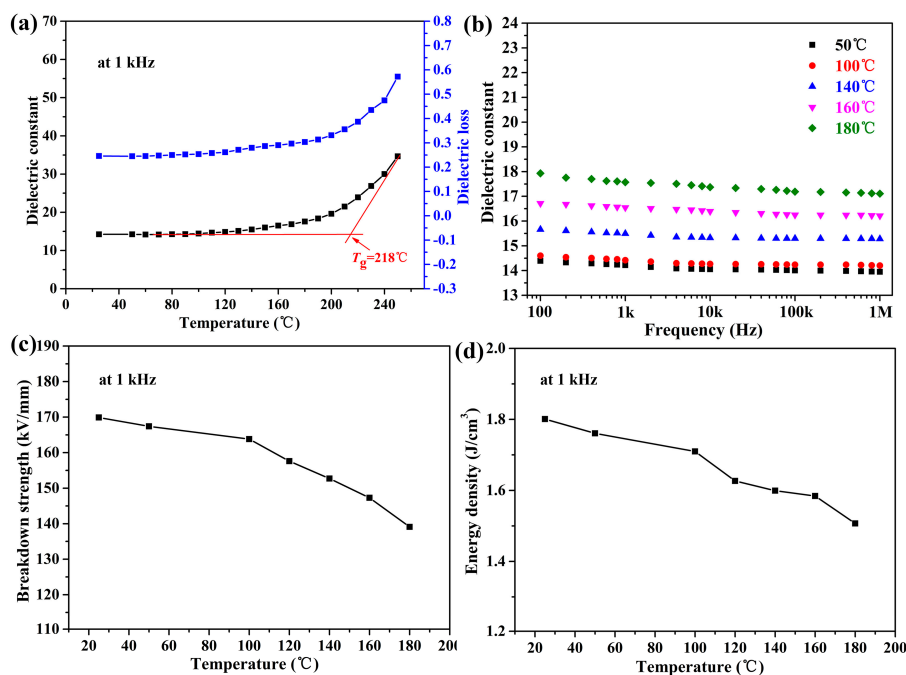 (a)
70
60
50
40
30
20
10
0
Dielectric constant
at 1 kHz
0.8
0.7
0.6
0.5
0.4
0.3
0.2
0.1
0.0
-0.1
-0.2
-0.3
Dielectric loss
Tg=218℃
0 40 80 120 160 200 240 280
Temperature (℃)
(b)
24
23
22
21
20
19
18
17
16
15
14
13
Dielectric constant
50℃
100℃
140℃
160℃
180℃
100 1k 10k 100k 1M
Frequency (Hz)
(c)
190
180
170
160
150
140
130
120
110
Breakdown strength (kV/mm)
at 1 kHz
20 40 60 80 100 120 140 160 180 200
Temperature (℃)
(d)
2.0
1.8
1.6
1.4
1.2
Energy density (J/cm³)
at 1 kHz
20 40 60 80 100 120 140 160 180 200
Temperature (℃)